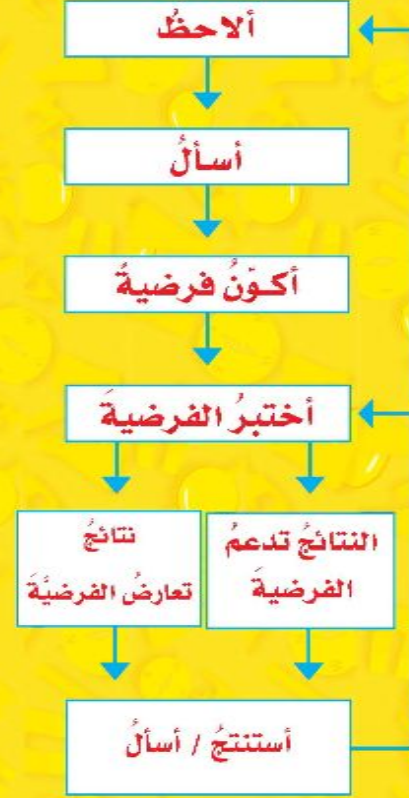 ألاحظُ
أسألُ
أكوّنُ فرضيةً
أختبرُ الفرضيةَ
النتائجُ تدعمُ
الفرضيةَ
نتائجُ
تعارضُ الفرضيَّةَ
أستنتجُ / أسألُ